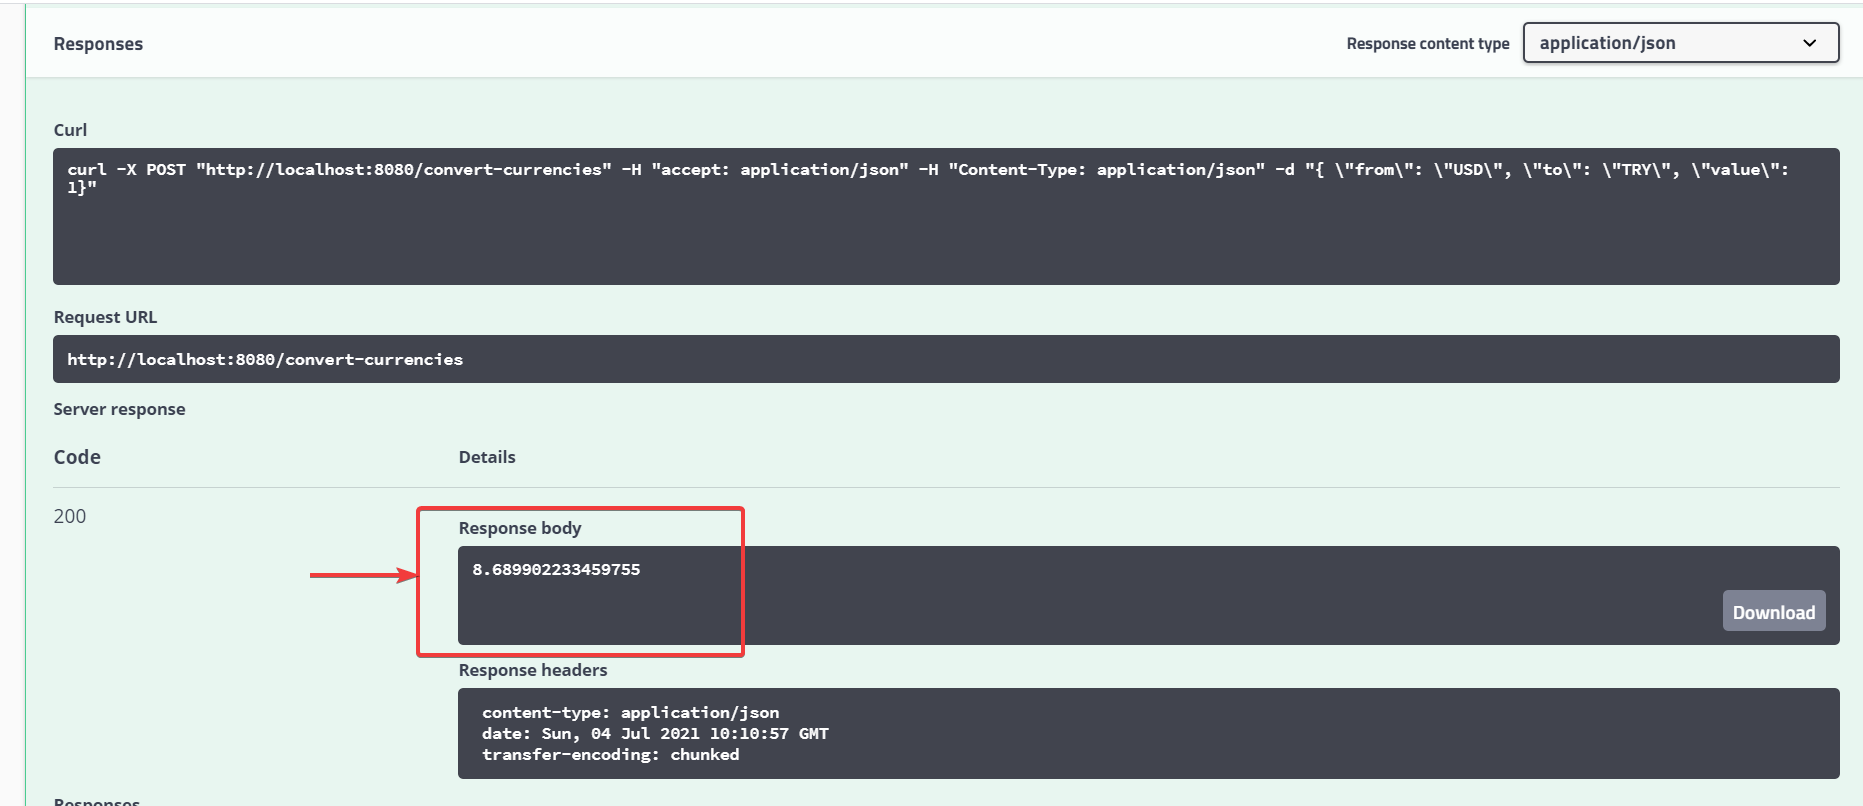 Responses
Response content type application/json
Curl
curl -X POST "http://localhost:8080/convert-currencies" -H "accept: application/json" -H "Content-Type: application/json" -d "{ \"from\": \"USD\", \"to\": \"TRY\", \"value\":
1}"
Request URL
http://localhost:8080/convert-currencies
Server response
Code Details
200
Response body
8.689902233459755
Download
Response headers
content-type: application/json
date: Sun, 04 Jul 2021 10:10:57 GMT
transfer-encoding: chunked
Responses